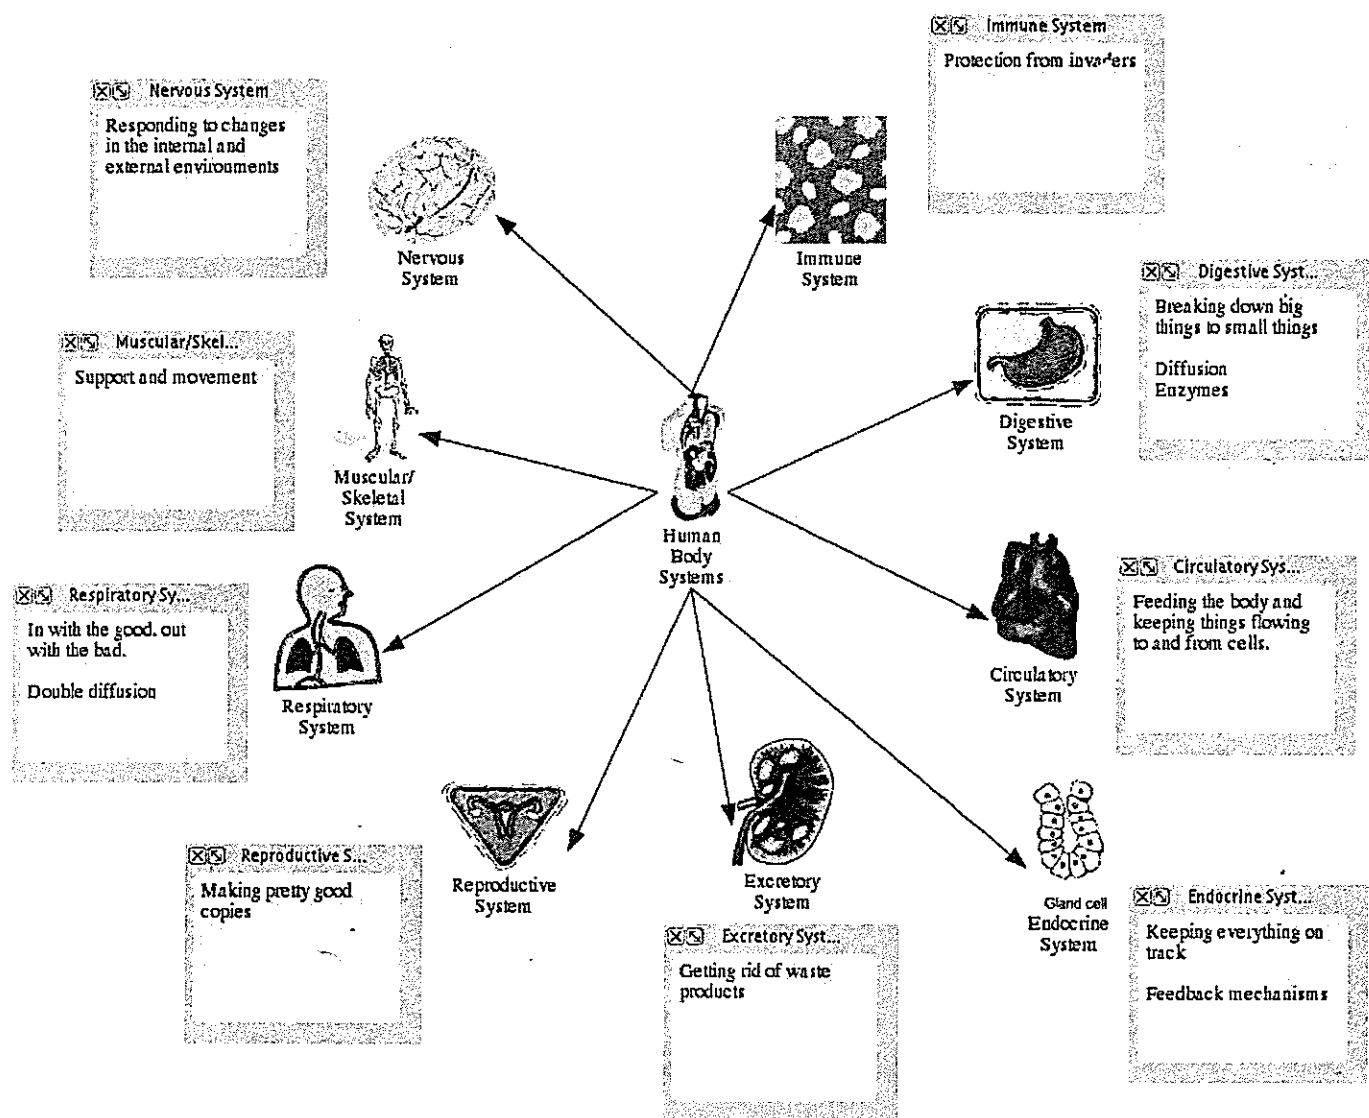 Immune System
Protection from invaders
Nervous System
Responding to changes
in the internal and
external environments
Nervous
System
Immune
System
Digestive Syst...
Breaking down big
things to small things
Diffusion
Enzymes
Digestive
System
Muscular/Skel...
Support and movement
Muscular/
Skeletal
System
Human
Body
Systems
Circulatory Sys...
Feeding the body and
keeping things flowing
to and from cells.
Circulatory
System
Respiratory Sy...
In with the good. out
with the bad.
Double diffusion
Respiratory
System
Reproductive S...
Making pretty good
copies
Reproductive
System
Excretory
System
Excretory Syst...
Getting rid of waste
products
Gland cell
Endocrine
System
Endocrine Syst...
Keeping everything on
track
Feedback mechanisms